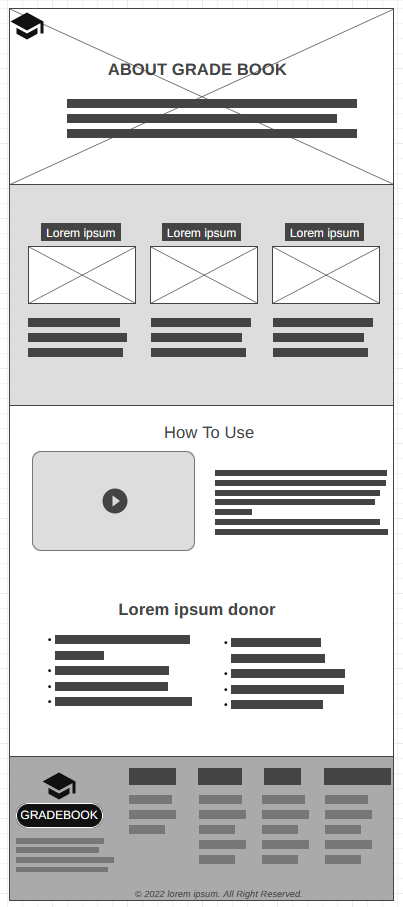 ABOUT GRADE BOOK
Lorem ipsum
Lorem ipsum
Lorem ipsum
How To Use
Lorem ipsum donor
GRADEBOOK
© 2022 lorem ipsum. All Right Reserved.